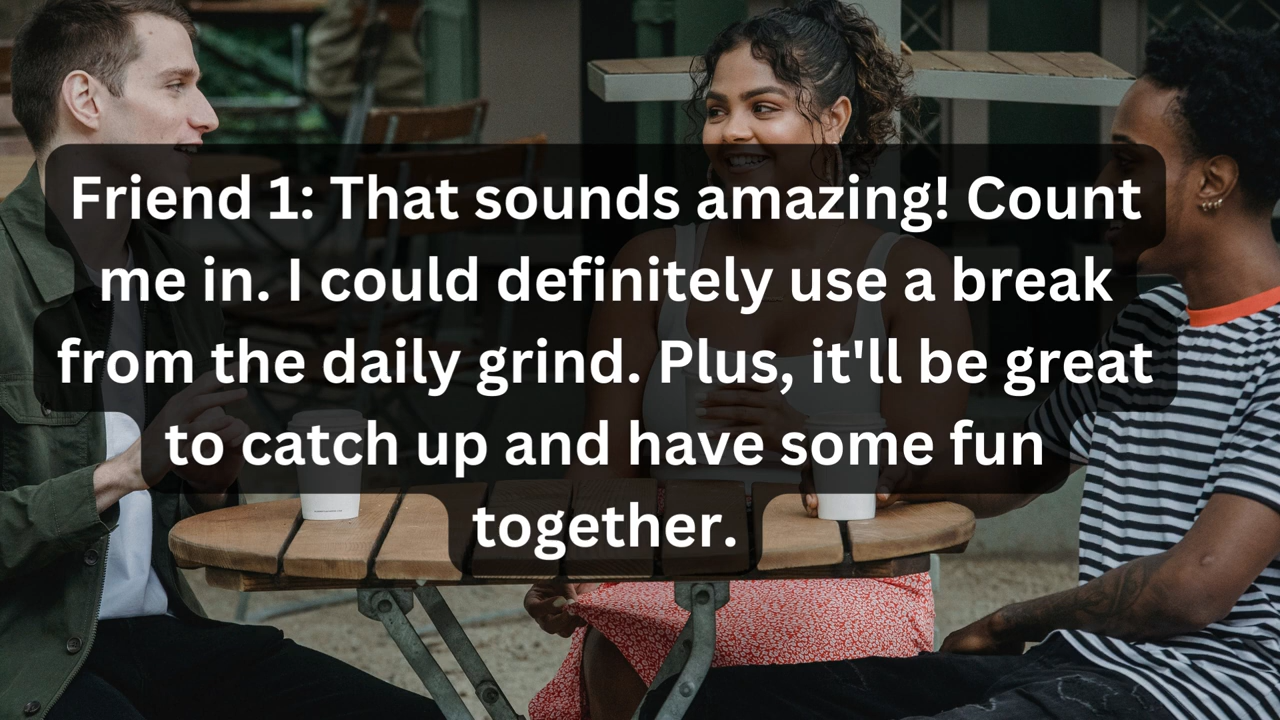 Friend 1: That sounds amazing! Count
me in. I could definitely use a break
from the daily grind. Plus, it'll be great
to catch up and have some fun
together.